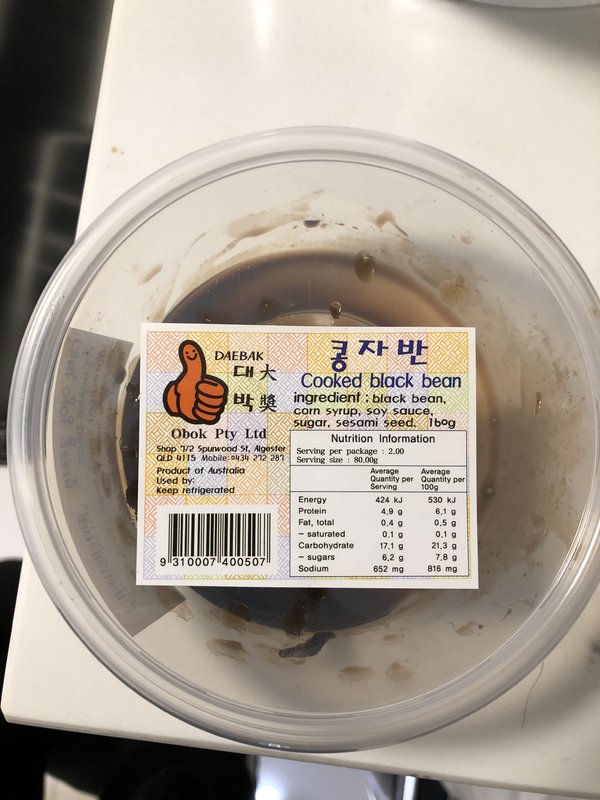 DAEBAK
대 大
박 奬
Obok Pty Ltd
Shop 7/2 Spurwood St, Algester
QLD 4115 Mobile:0434 272 287
Product of Australia
Used by:
Keep refrigerated
9 310007 400507
콩자반
Cooked black bean
ingredient : black bean,
corn syrup, soy sauce,
sugar, sesami seed. 160g
Nutrition Information
Serving per package : 2.00
Serving size : 80.00g
Average Quantity per Serving
Average Quantity per 100g
Energy 424 kJ 530 kJ
Protein 4,9 g 6,1 g
Fat, total 0,4 g 0,5 g
– saturated 0,1 g 0,1 g
Carbohydrate 17,1 g 21,3 g
– sugars 6,2 g 7,8 g
Sodium 652 mg 816 mg